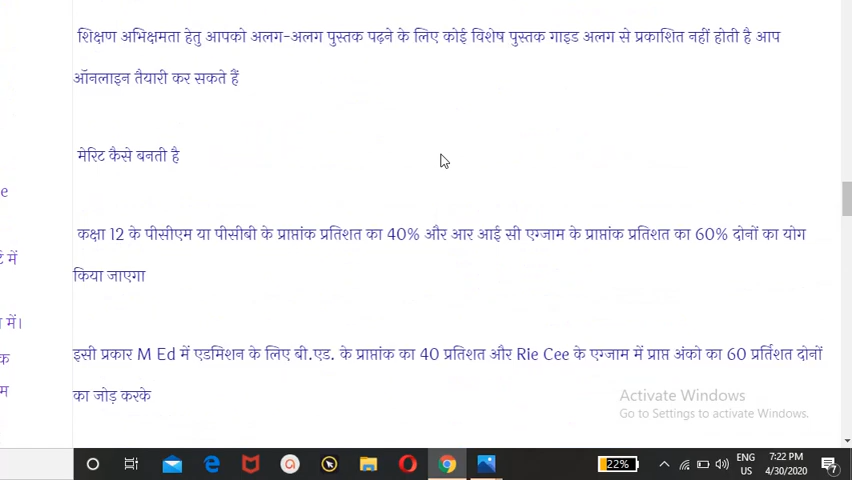 शिक्षण अभिक्षमता हेतु आपको अलग-अलग पुस्तक पढ़ने के लिए कोई विशेष पुस्तक गाइड अलग से प्रकाशित नहीं होती है आप
ऑनलाइन तैयारी कर सकते हैं
मेरिट कैसे बनती है
e
कक्षा 12 के पीसीएम या पीसीबी के प्राप्तांक प्रतिशत का 40% और आर आई सी एग्जाम के प्राप्तांक प्रतिशत का 60% दोनों का योग
में
किया जाएगा
में।
इसी प्रकार M Ed में एडमिशन के लिए बी.एड. के प्राप्तांक का 40 प्रतिशत और Rie Cee के एग्जाम में प्राप्त अंको का 60 प्रर्तिशत दोनों
का जोड़ करके
Activate Windows
Go to Settings to activate Windows.
22%
ENG
US
7:22 PM
4/30/2020
7